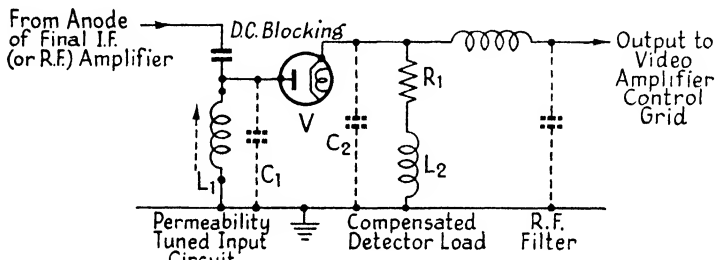 From Anode
of Final I.F.
(or R.F.) Amplifier
D.C. Blocking
V
R1
L2
C2
C1
L1
Output to
Video
Amplifier
Control
Grid
Permeability
Tuned Input
Circuit
Compensated
Detector Load
R.F.
Filter